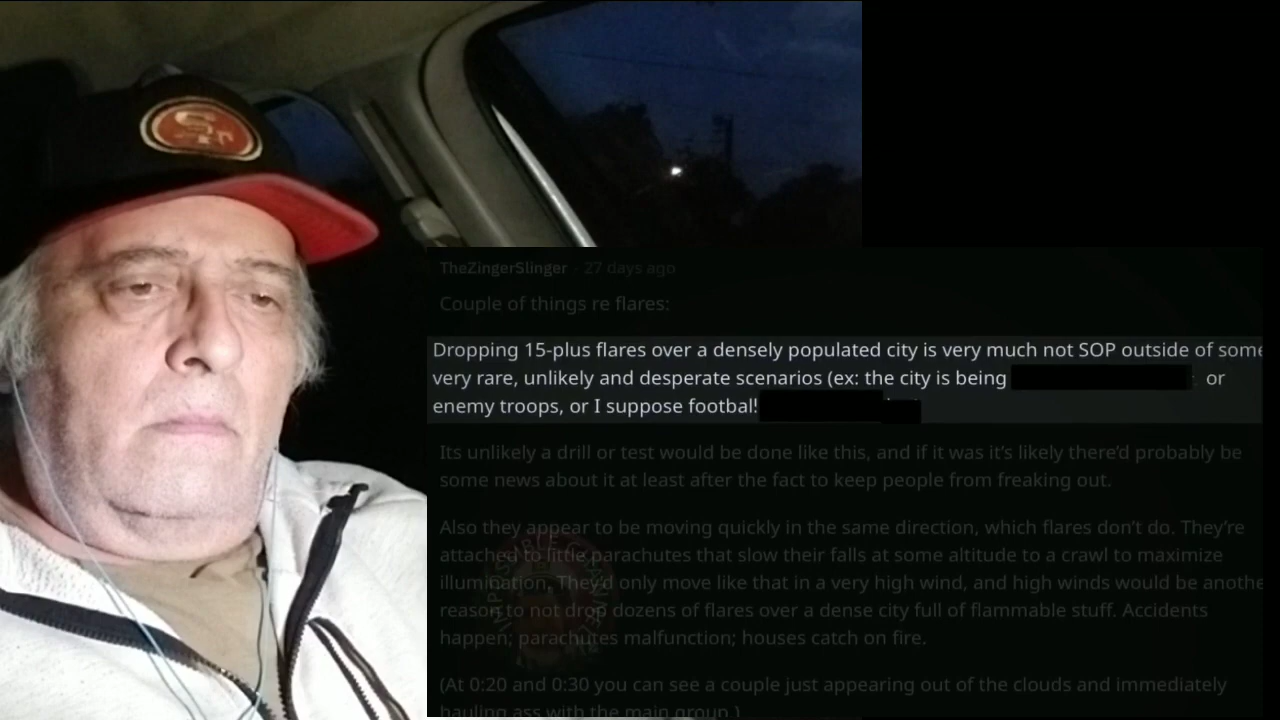 SF
TheZingerSlinger · 27 days ago
Couple of things re flares:
Dropping 15-plus flares over a densely populated city is very much not SOP outside of some
very rare, unlikely and desperate scenarios (ex: the city is being or
enemy troops, or I suppose football
Its unlikely a drill or test would be done like this, and if it was it's likely there'd probably be
some news about it at least after the fact to keep people from freaking out.
Also they appear to be moving quickly in the same direction, which flares don't do. They're
attached to little parachutes that slow their falls at some altitude to a crawl to maximize
illumination. They'd only move like that in a very high wind, and high winds would be anothe
reason to not drop dozens of flares over a dense city full of flammable stuff. Accidents
happen; parachutes malfunction; houses catch on fire.
(At 0:20 and 0:30 you can see a couple just appearing out of the clouds and immediately
hauling ass with the main group.)